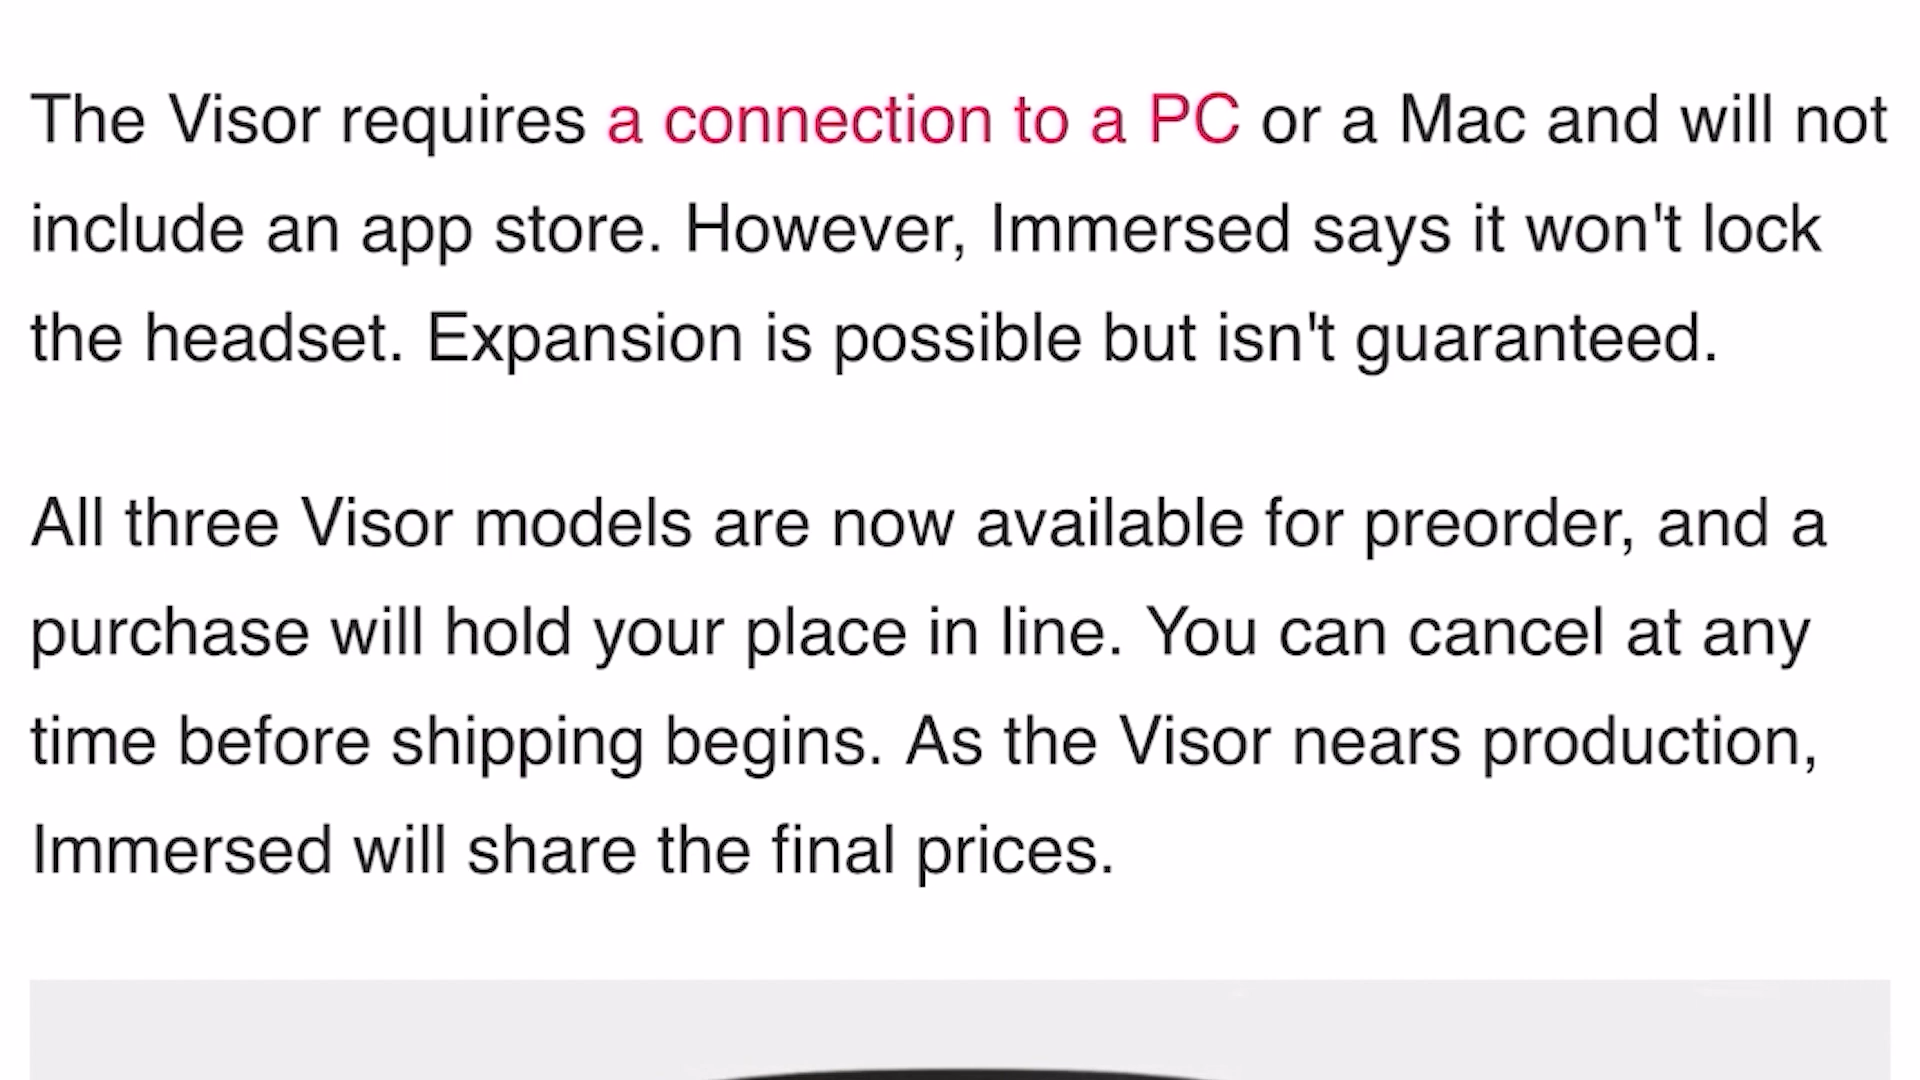 The Visor requires a connection to a PC or a Mac and will not
include an app store. However, Immersed says it won't lock
the headset. Expansion is possible but isn't guaranteed.
All three Visor models are now available for preorder, and a
purchase will hold your place in line. You can cancel at any
time before shipping begins. As the Visor nears production,
Immersed will share the final prices.